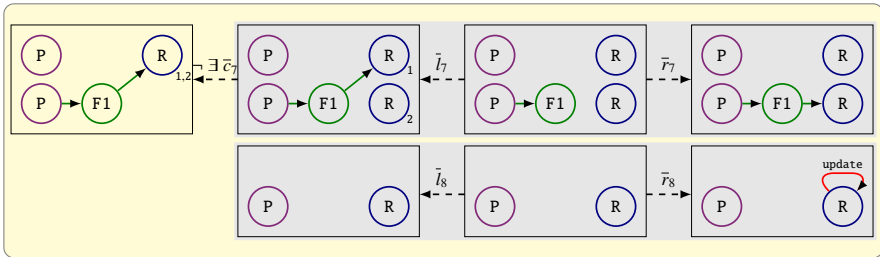 P R P R P R P R
1,2 ¬ ∃ c̄₇ 1 l̄₇ r̄₇
P F1 P F1 R P F1 R P F1 R
2
update
l̄₈ r̄₈
P R P R P R